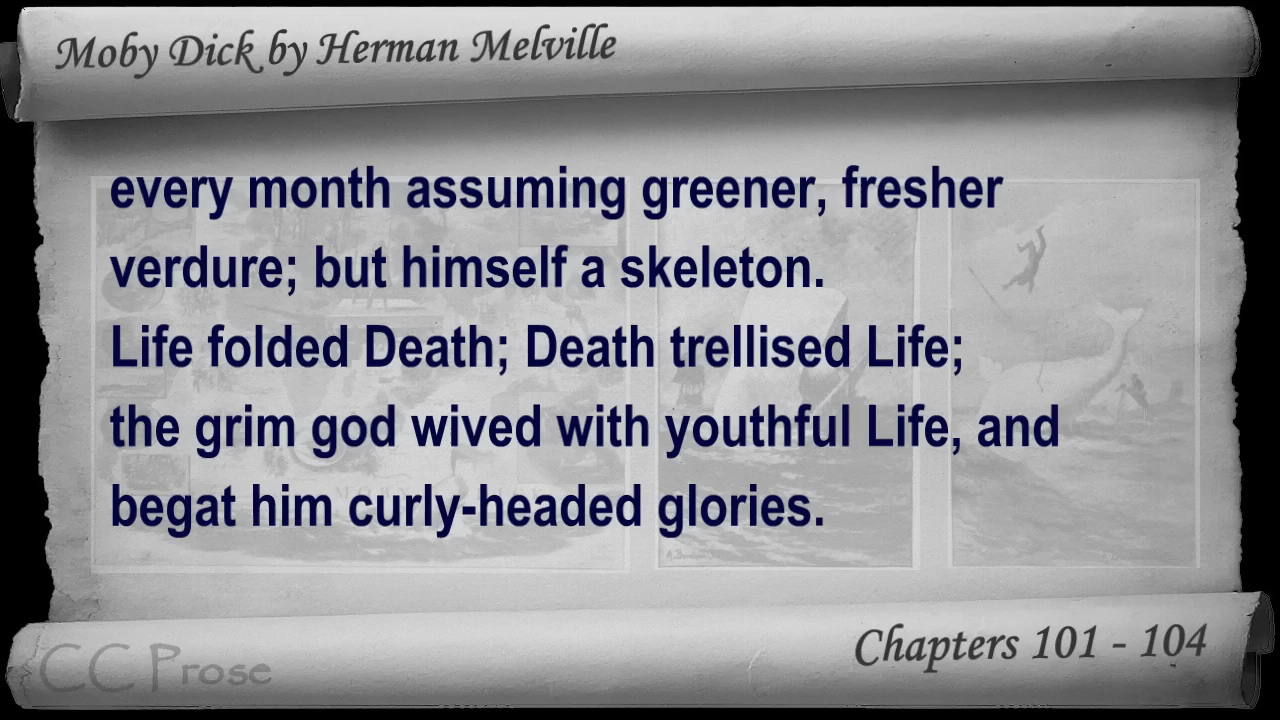 Moby Dick by Herman Melville
every month assuming greener, fresher
verdure; but himself a skeleton.
Life folded Death; Death trellised Life;
the grim god wived with youthful Life, and
begat him curly-headed glories.
Chapters 101 - 104
CC Prose